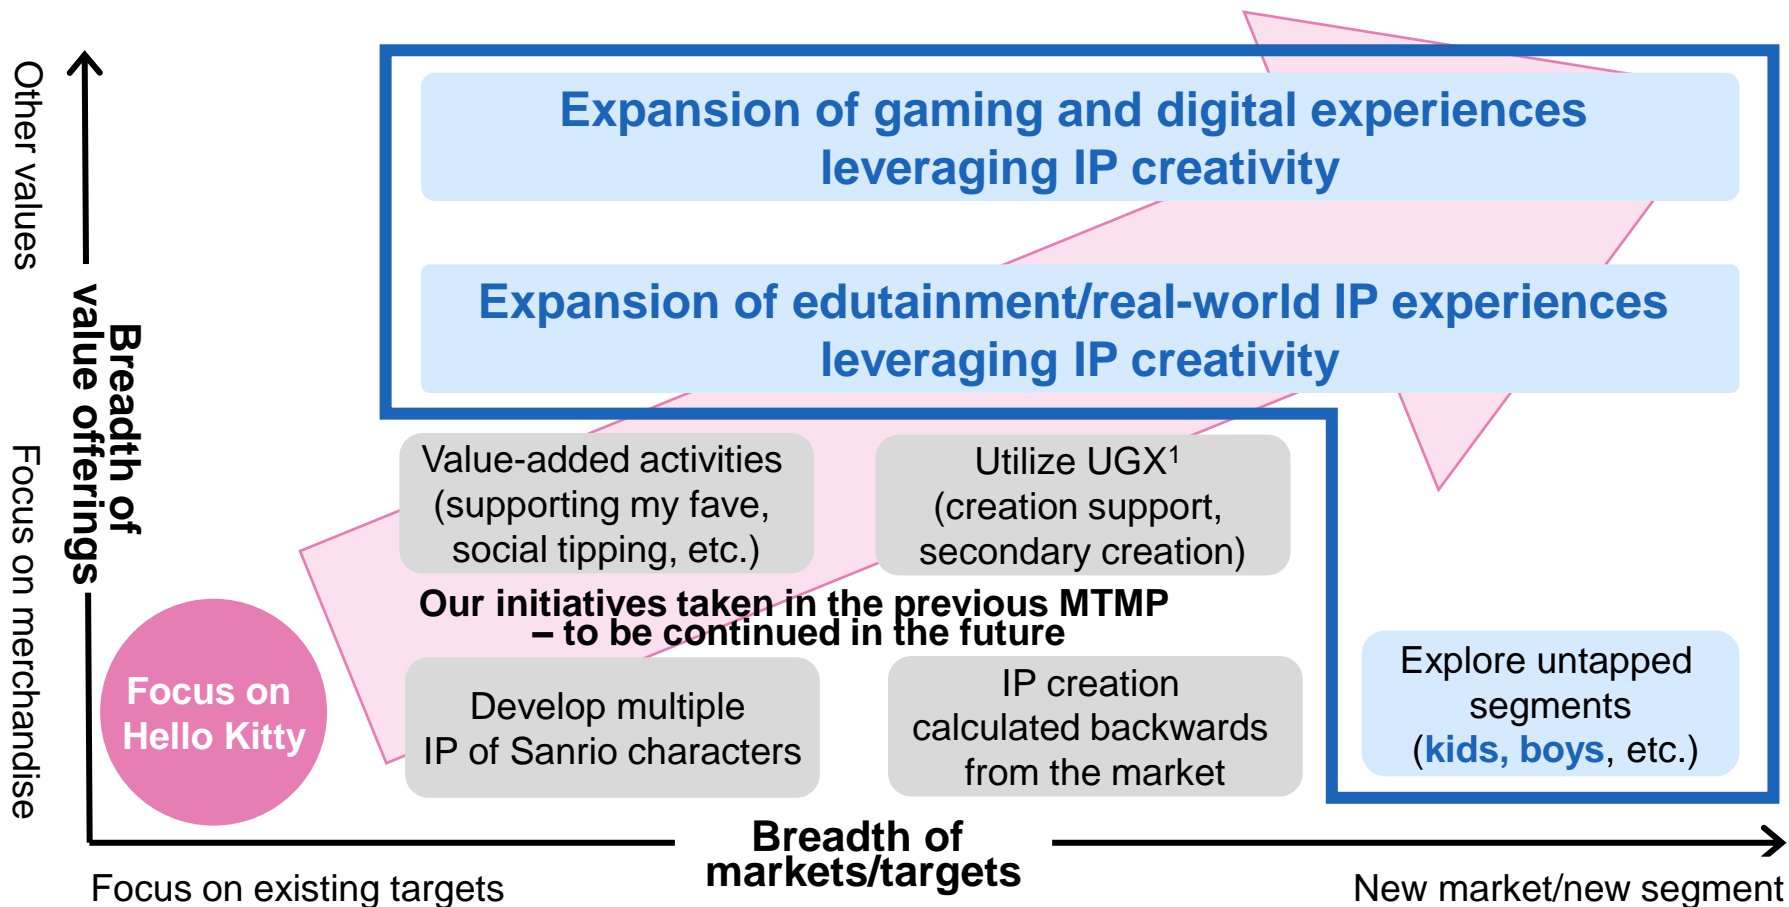 Other values
Breadth of
value offerings
Focus on merchandise
Expansion of gaming and digital experiences
leveraging IP creativity
Expansion of edutainment/real-world IP experiences
leveraging IP creativity
Value-added activities
(supporting my fave,
social tipping, etc.)
Utilize UGX¹
(creation support,
secondary creation)
Our initiatives taken in the previous MTMP
– to be continued in the future
Focus on
Hello Kitty
Develop multiple
IP of Sanrio characters
IP creation
calculated backwards
from the market
Explore untapped
segments
(kids, boys, etc.)
Breadth of
markets/targets
Focus on existing targets
New market/new segment